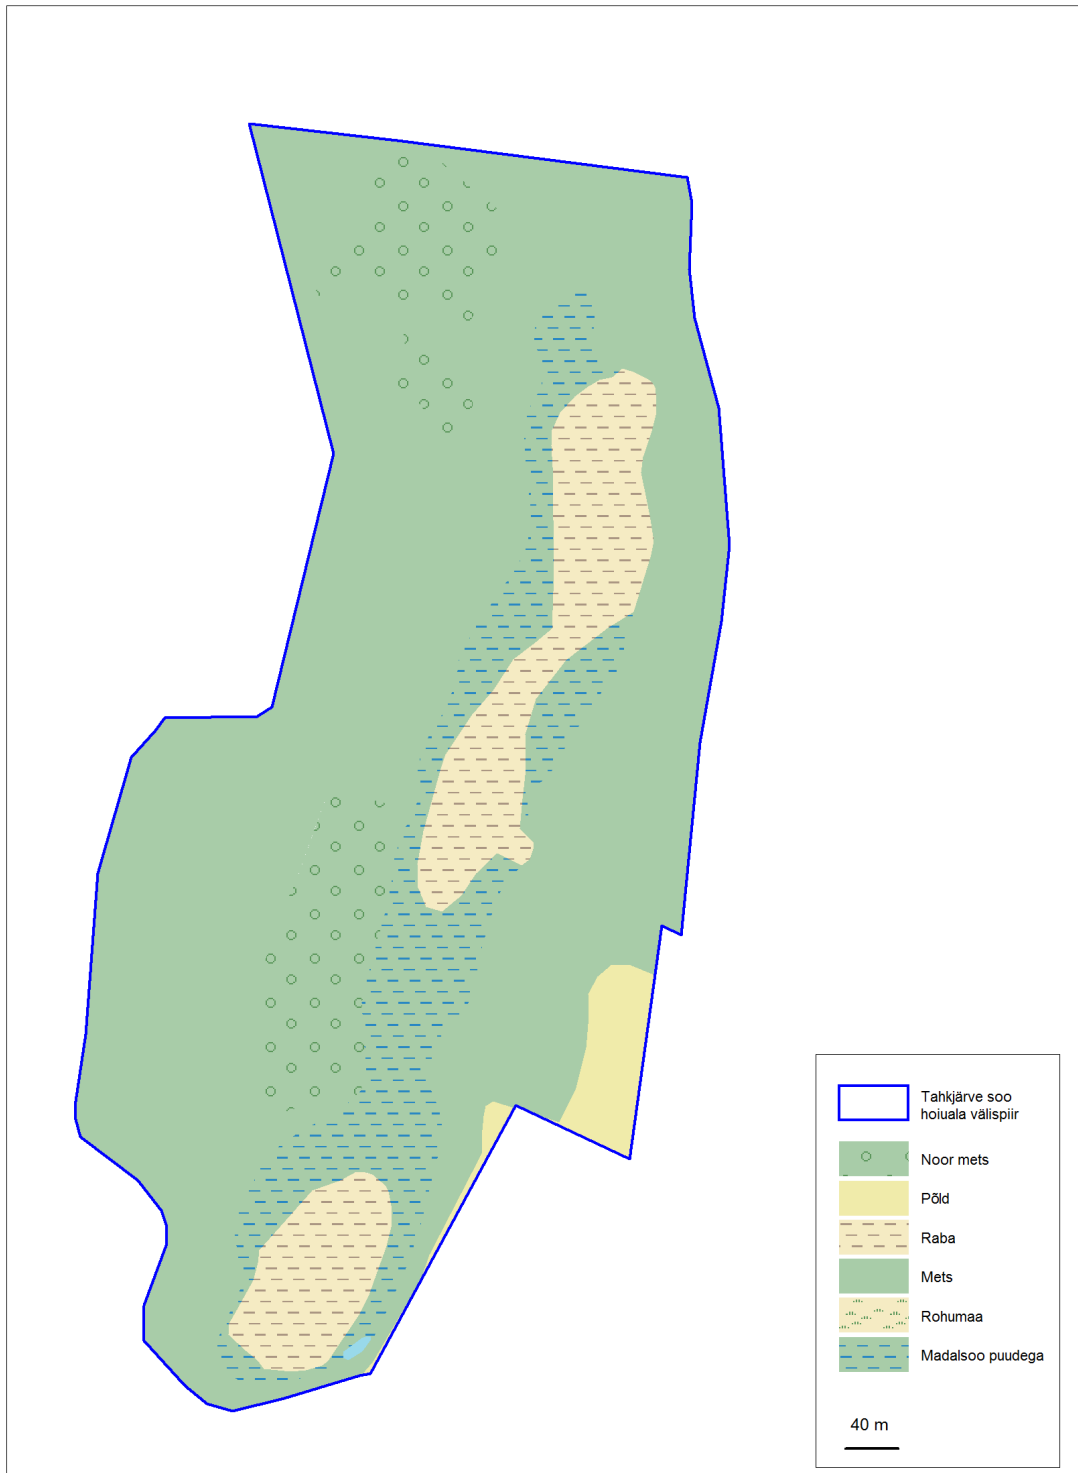 Tahkjärve soo
hoiuala välispiir
Noor mets
Põld
Raba
Mets
Rohumaa
Madalsoo puudega
40 m